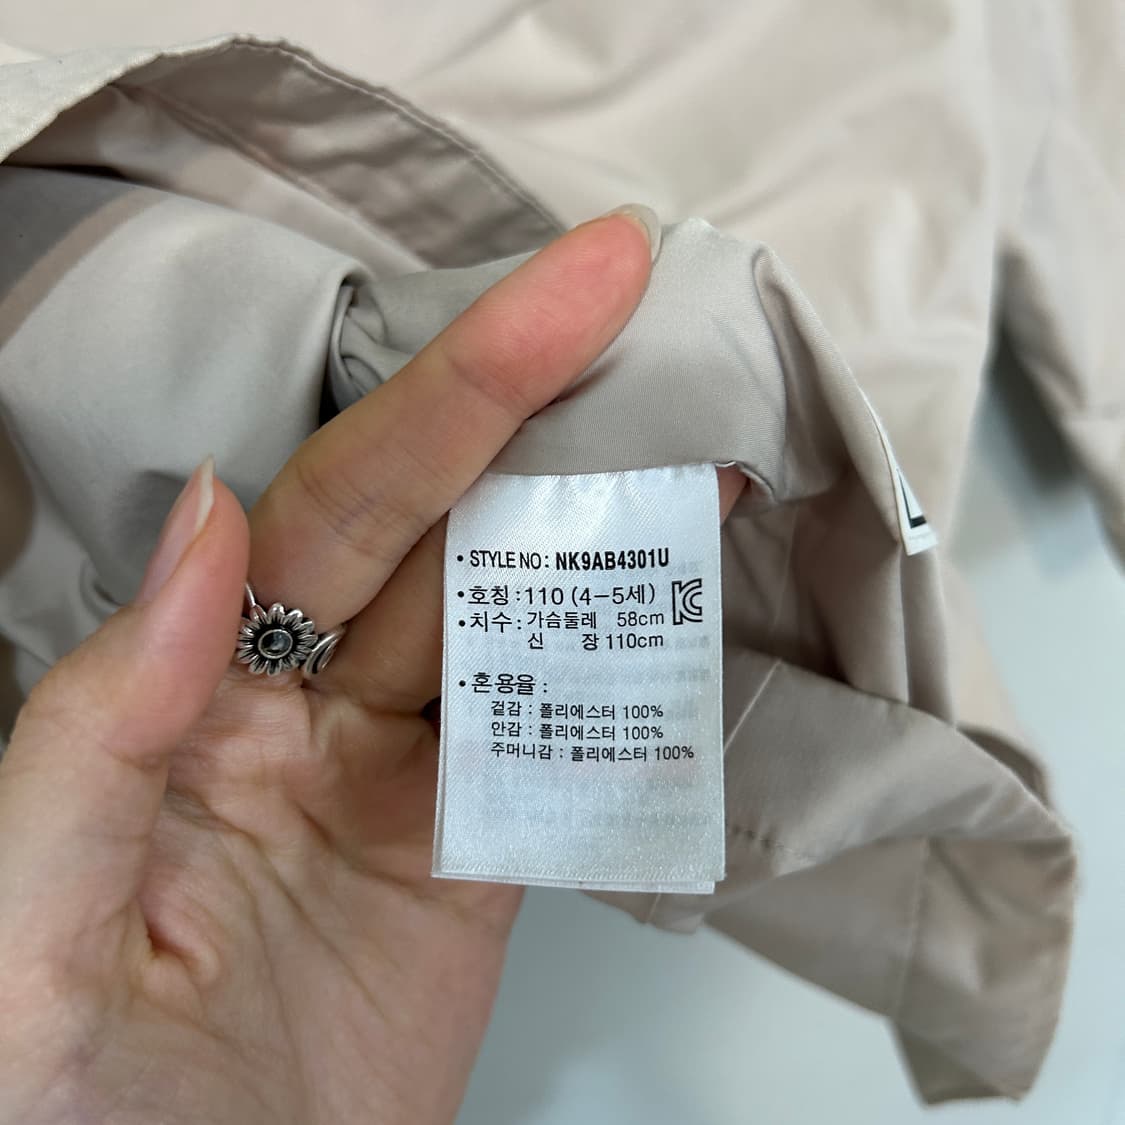 • STYLE NO: NK9AB4301U
• 호칭 : 110 (4-5세)
• 치수 : 가슴둘레 58cm
신 장 110cm
• 혼용율 :
겉감 : 폴리에스터 100%
안감 : 폴리에스터 100%
주머니감 : 폴리에스터 100%